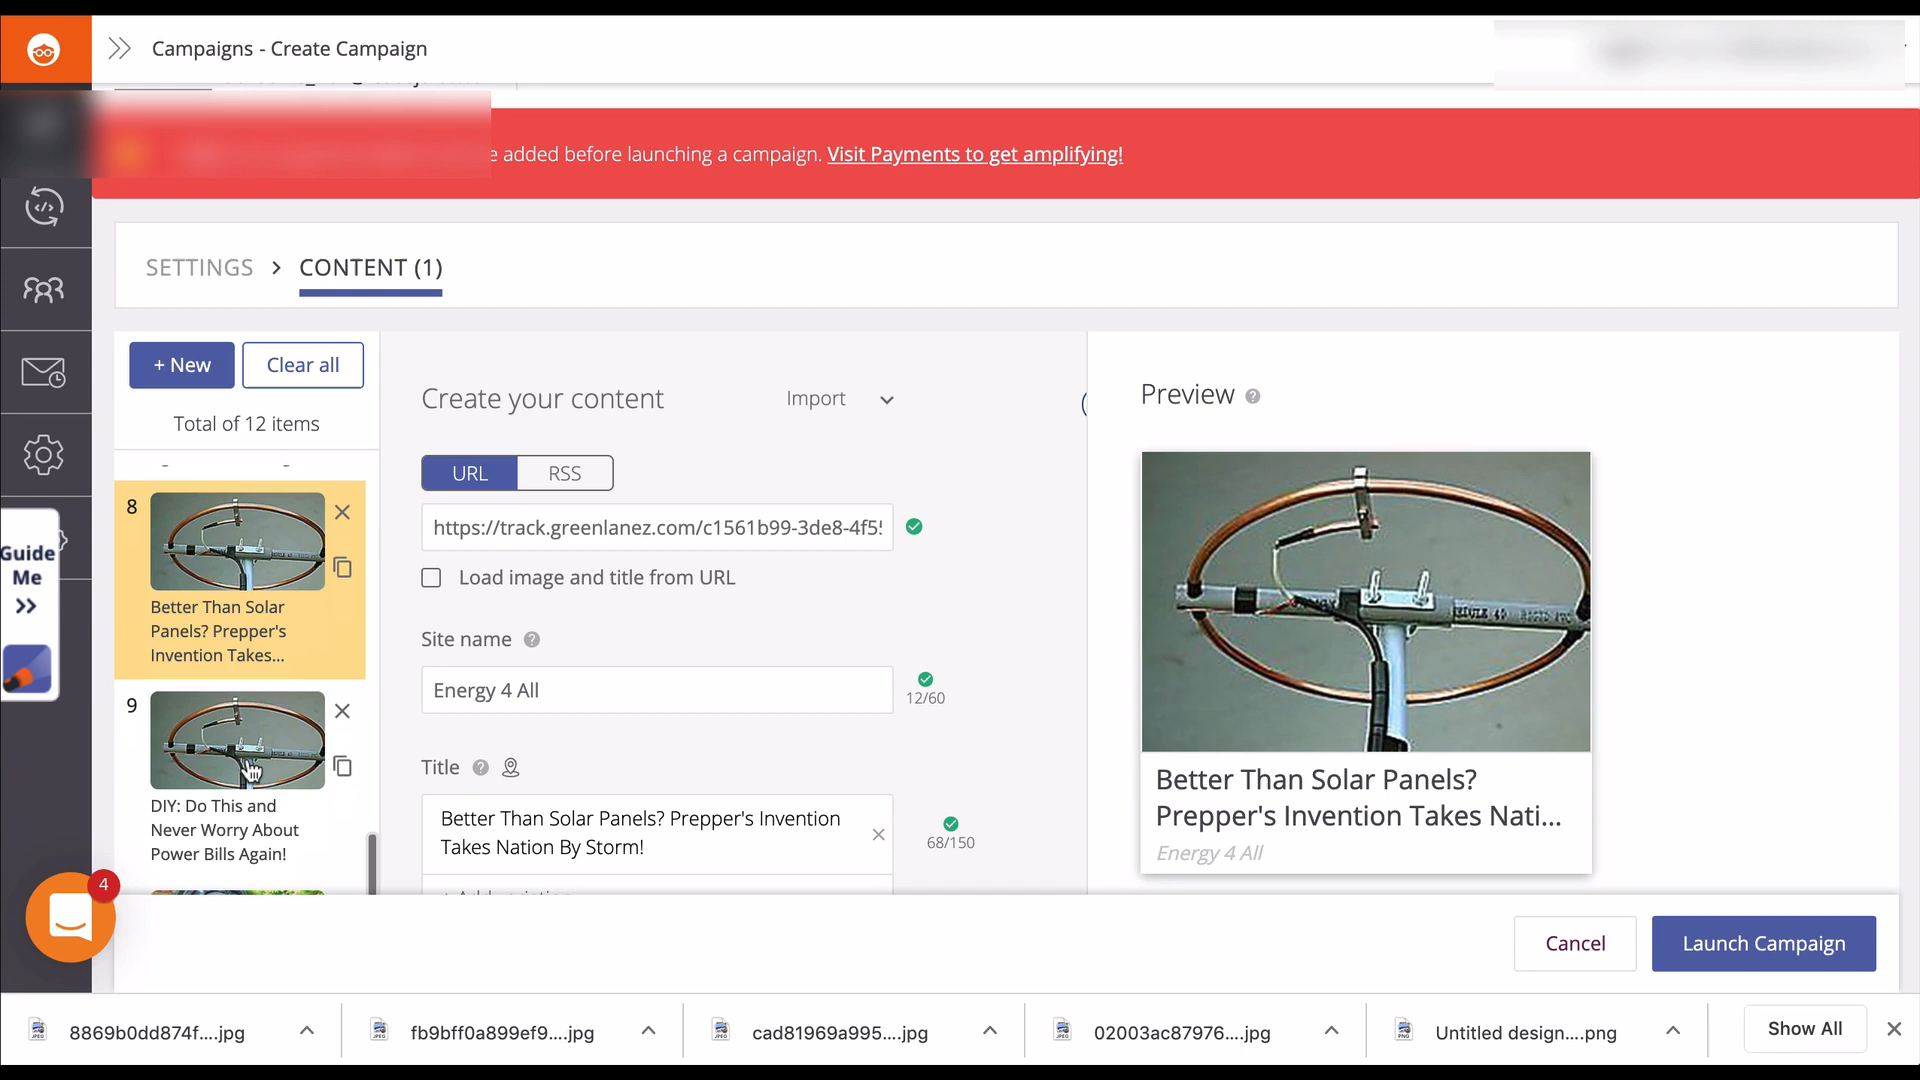 Campaigns - Create Campaign
e added before launching a campaign. Visit Payments to get amplifying!
SETTINGS > CONTENT (1)
+ New
Clear all
Total of 12 items
8
Better Than Solar
Panels? Prepper's
Invention Takes...
9
DIY: Do This and
Never Worry About
Power Bills Again!
Create your content
Import
URL
RSS
https://track.greenlanez.com/c1561b99-3de8-4f5
Load image and title from URL
Site name
Energy 4 All
12/60
Title
Better Than Solar Panels? Prepper's Invention
Takes Nation By Storm!
68/150
Preview
Better Than Solar Panels?
Prepper's Invention Takes Nati...
Energy 4 All
Guide
Me
>>
4
Cancel
Launch Campaign
8869b0dd874f....jpg
fb9bff0a899ef9....jpg
cad81969a995....jpg
02003ac87976....jpg
Untitled design....png
Show All